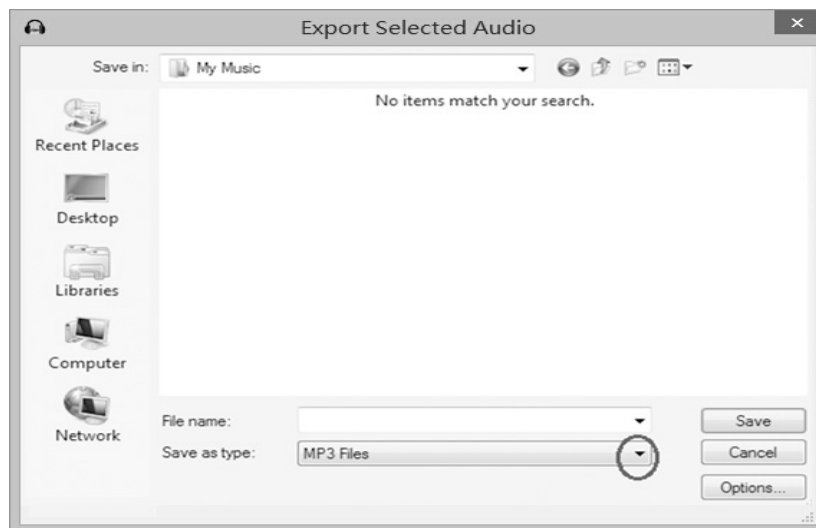 Export Selected Audio
Save in: My Music
No items match your search.
Recent Places
Desktop
Libraries
Computer
Network
File name:
Save
Save as type: MP3 Files
Cancel
Options...